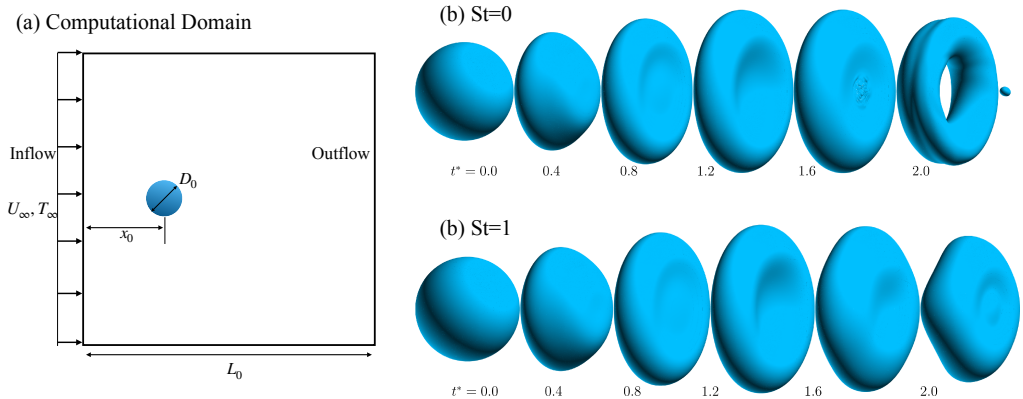 (a) Computational Domain
Inflow
Outflow
D₀
U∞, T∞
x₀
L₀
(b) St=0
t* = 0.0 0.4 0.8 1.2 1.6 2.0
(b) St=1
t* = 0.0 0.4 0.8 1.2 1.6 2.0